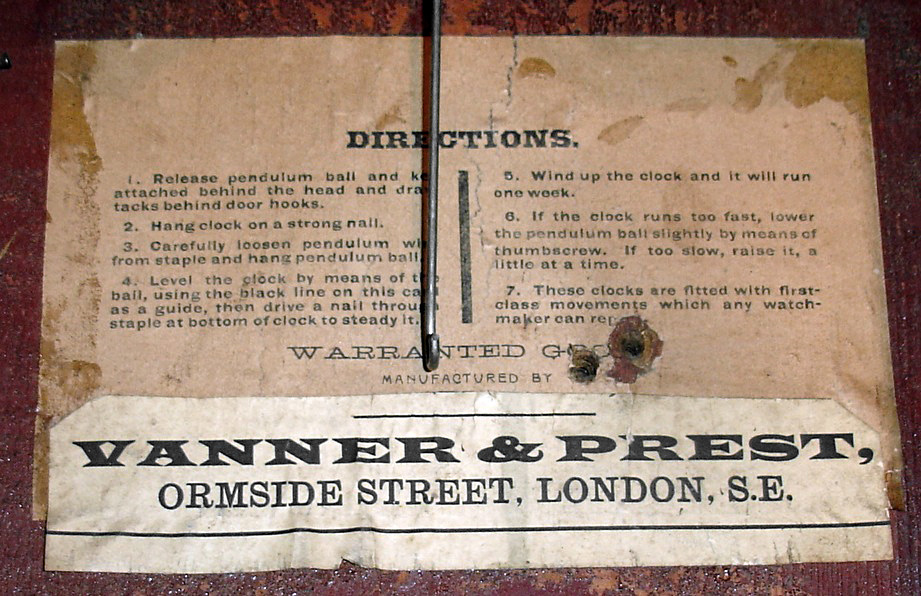 DIRECTIONS.
1. Release pendulum ball and
attached behind the head and
tacks behind door hooks.
2. Hang clock on a strong nail.
3. Carefully loosen pendulum
from staple and hang pendulum ball
4. Level the clock by means of the
ball, using the black line on this
as a guide, then drive a nail through
staple at bottom of clock to steady it.
5. Wind up the clock and it will run
one week.
6. If the clock runs too fast, lower
the pendulum ball slightly by means of
thumbscrew. If too slow, raise it, a
little at a time.
7. These clocks are fitted with first-
class movements which any watch-
maker can
WARRANTED
MANUFACTURED BY
VANNER & PREST,
ORMSIDE STREET, LONDON, S.E.